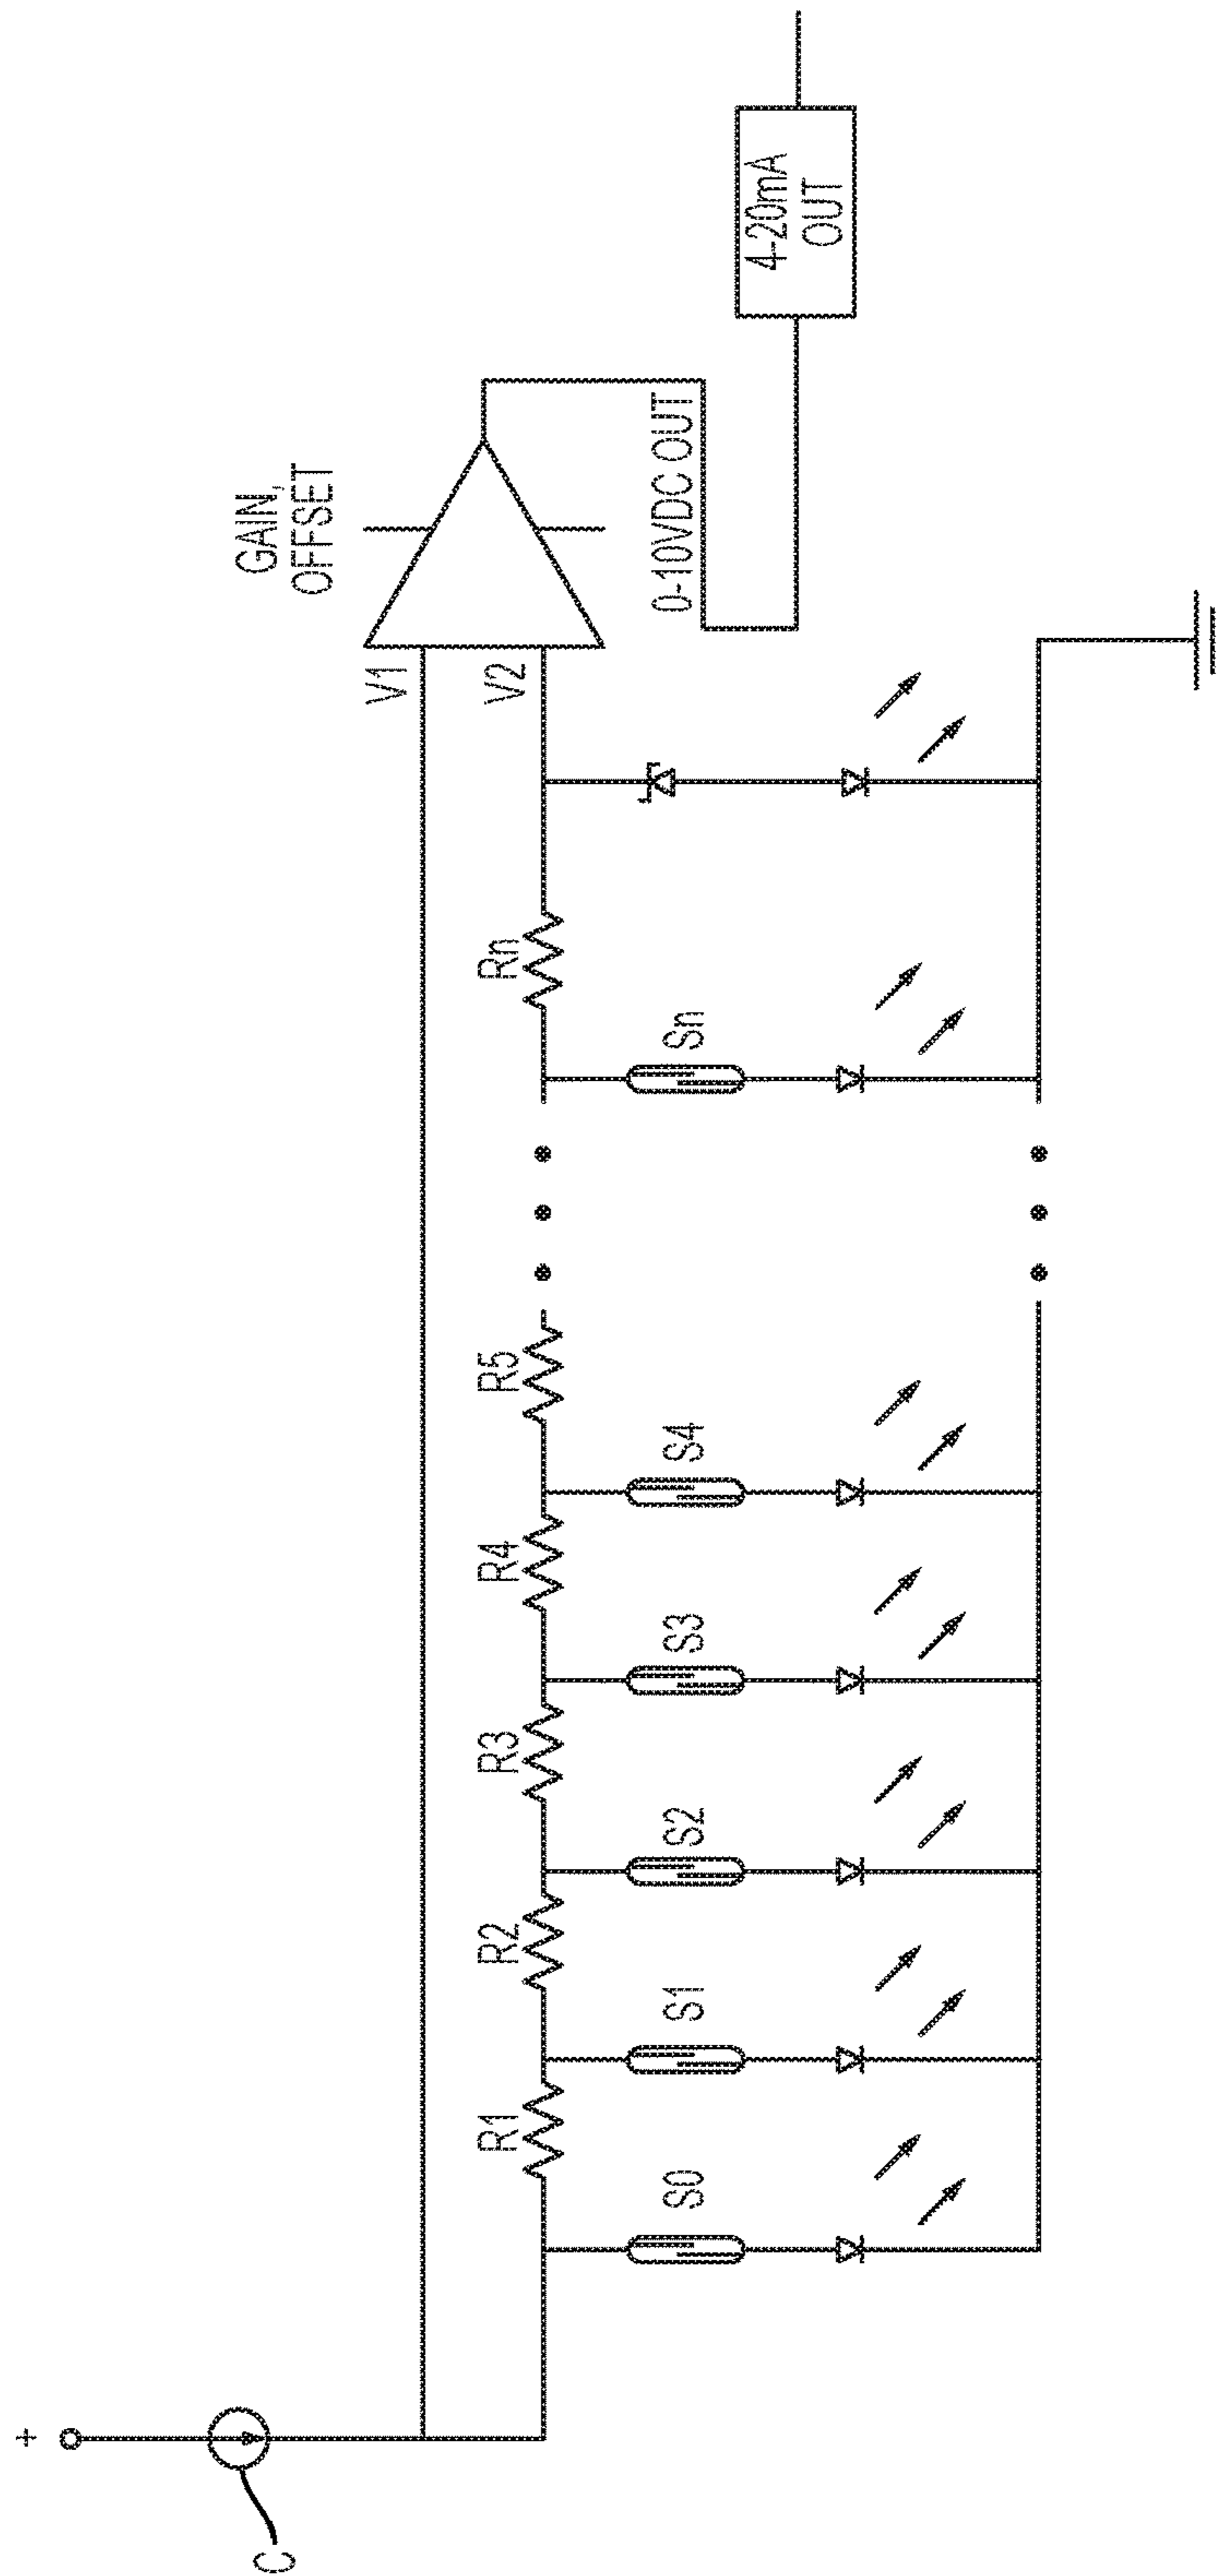 +
C
GAIN,
OFFSET
V1
V2
0-10VDC OUT
4-20mA
OUT
R1
R2
R3
R4
R5
Rn
S0
S1
S2
S3
S4
Sn